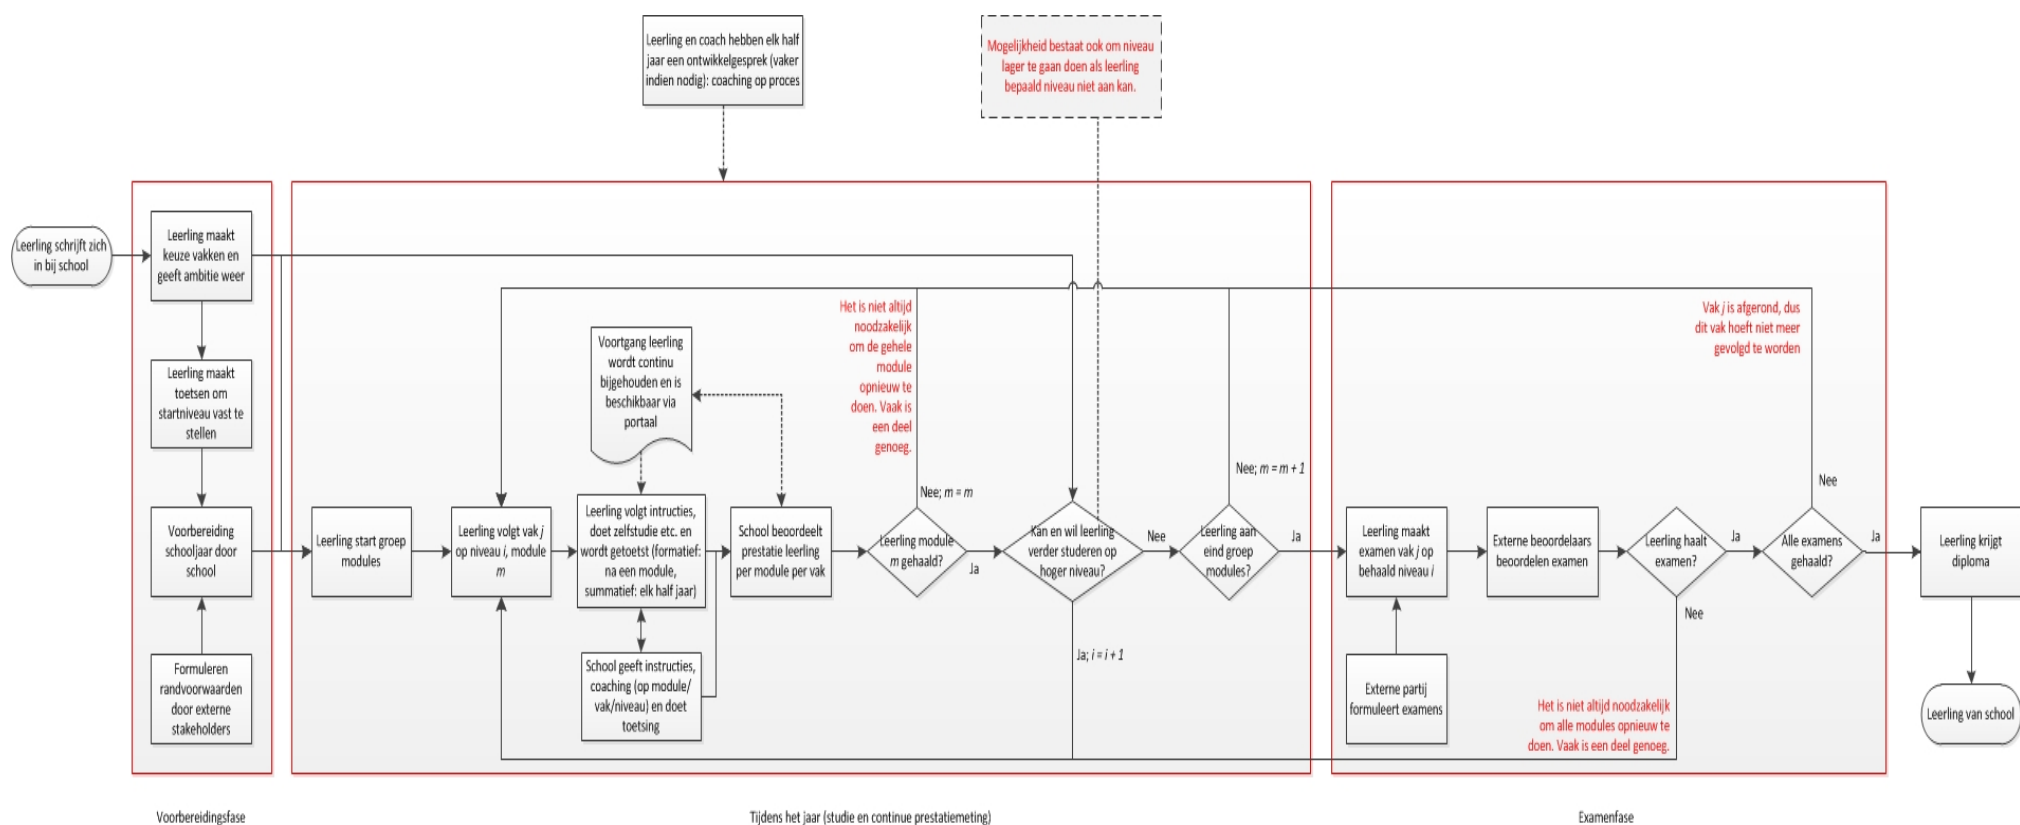 Leerling en coach hebben elk half
jaar een ontwikkelgesprek (vaker
indien nodig): coaching op proces
Mogelijkheid bestaat ook om niveau
lager te gaan doen als leerling
bepaald niveau niet aan kan.
Leerling schrijft zich
in bij school
Leerling maakt
keuze vakken en
geeft ambitie weer
Leerling maakt
toetsen om
startniveau vast te
stellen
Voorbereiding
schooljaar door
school
Formuleren
randvoorwaarden
door externe
stakeholders
Leerling start groep
modules
Leerling volgt vak j
op niveau i, module
m
Voortgang leerling
wordt continu
bijgehouden en is
beschikbaar via
portaal
Leerling volgt intructies,
doet zelfstudie etc. en
wordt getoetst (formatief:
na een module,
summatief: elk half jaar)
School geeft instructies,
coaching (op module/
vak/niveau) en doet
toetsing
School beoordeelt
prestatie leerling
per module per vak
Het is niet altijd
noodzakelijk
om de gehele
module
opnieuw te
doen. Vaak is
een deel
genoeg.
Nee; m = m
Leerling module
m gehaald?
Ja
Kan en wil leerling
verder studeren op
hoger niveau?
Nee
Ja; i = i + 1
Nee; m = m + 1
Leerling aan
eind groep
modules?
Ja
Leerling maakt
examen vak j op
behaald niveau i
Externe partij
formuleert examens
Externe beoordelaars
beoordelen examen
Leerling haalt
examen?
Ja
Nee
Het is niet altijd noodzakelijk
om alle modules opnieuw te
doen. Vaak is een deel genoeg.
Vak j is afgerond, dus
dit vak hoeft niet meer
gevolgd te worden
Nee
Alle examens
gehaald?
Ja
Leerling krijgt
diploma
Leerling van school
Voorbereidingsfase
Tijdens het jaar (studie en continue prestatiemeting)
Examenfase